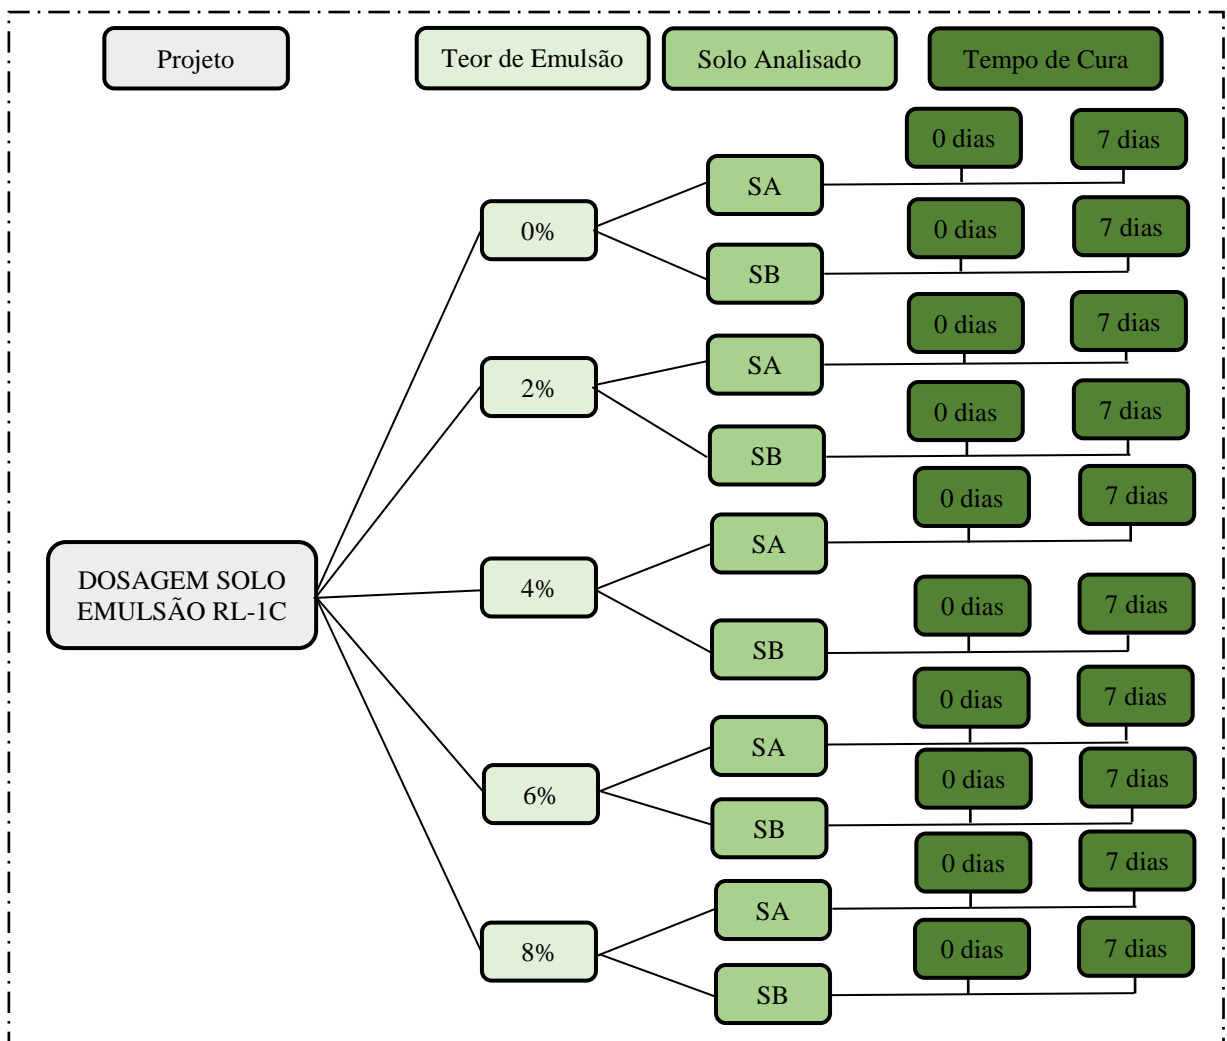 Projeto
Teor de Emulsão
Solo Analisado
Tempo de Cura
DOSAGEM SOLO
EMULSÃO RL-1C
0%
SA
0 dias
7 dias
SB
0 dias
7 dias
2%
SA
0 dias
7 dias
SB
0 dias
7 dias
4%
SA
0 dias
7 dias
SB
0 dias
7 dias
6%
SA
0 dias
7 dias
SB
0 dias
7 dias
8%
SA
0 dias
7 dias
SB
0 dias
7 dias